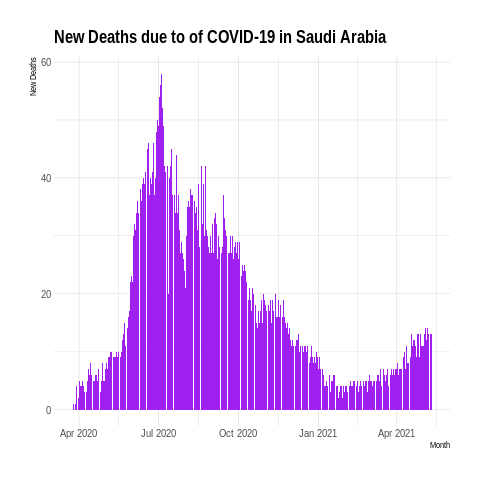 New Deaths due to of COVID-19 in Saudi Arabia
New Deaths
60
40
20
0
Apr 2020 Jul 2020 Oct 2020 Jan 2021 Apr 2021
Month